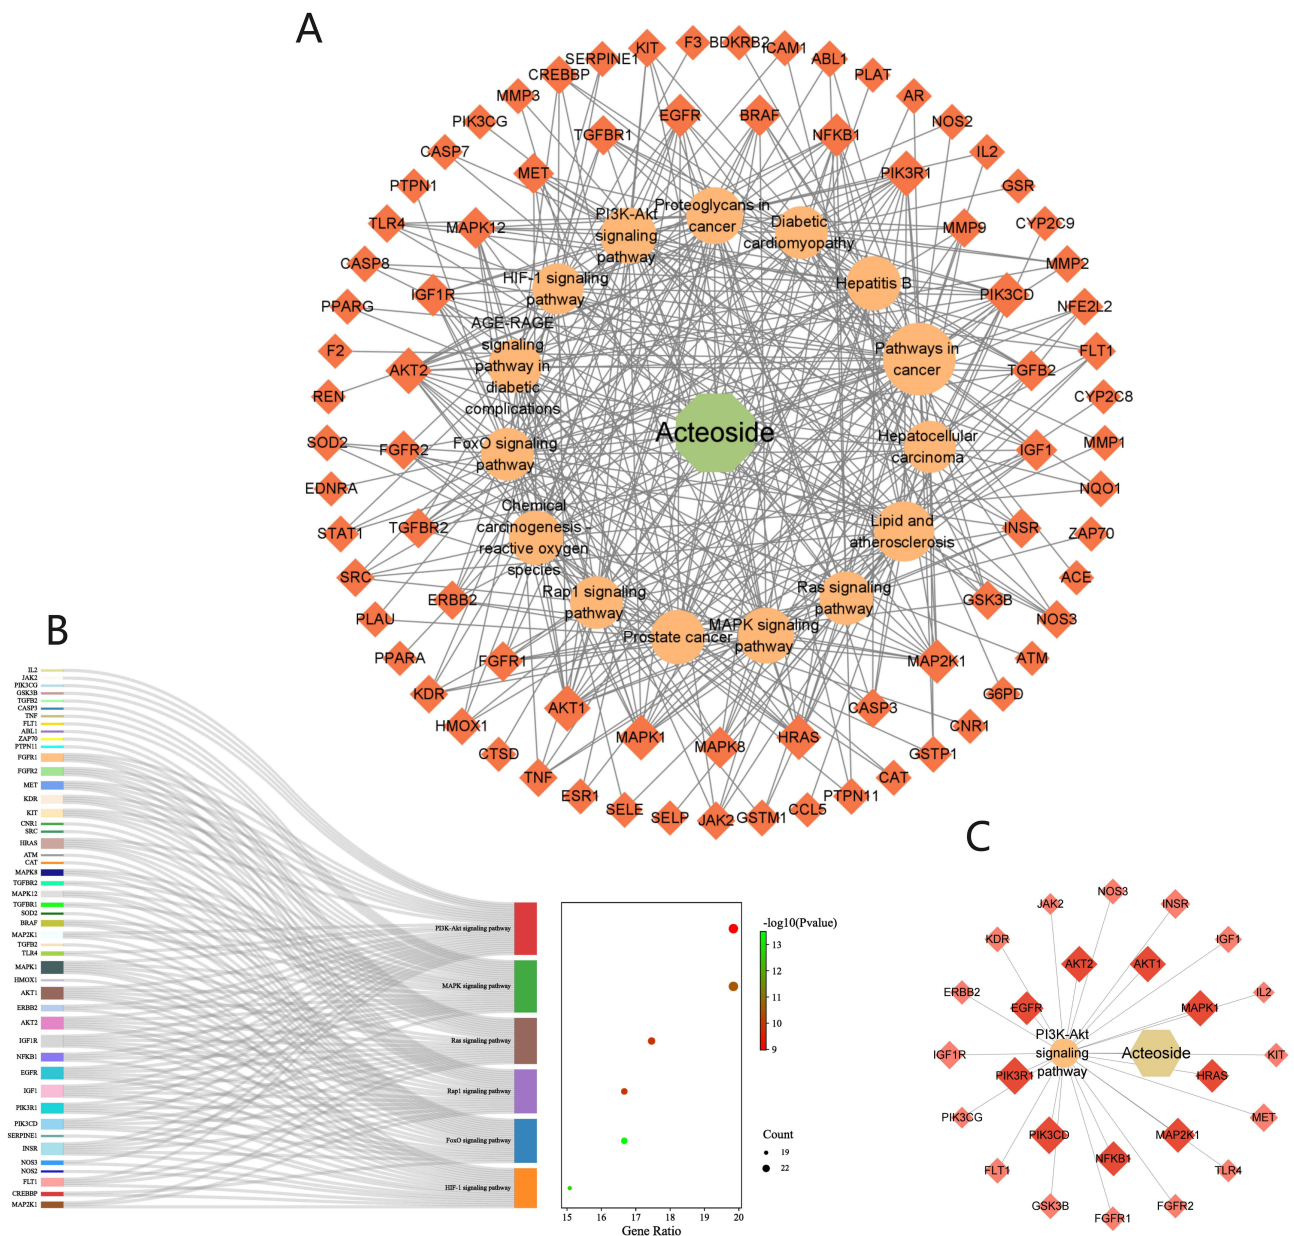 A
F3
BDKRB2
ICAM1
KIT
SERPINE1
ABL1
CREBBP
PLAT
MMP3
AR
PIK3CG
EGFR
BRAF
NOS2
TGFBR1
NFKB1
CASP7
IL2
MET
PIK3R1
PTPN1
GSR
TLR4
MAPK12
MMP9
CYP2C9
Proteoglycans in
cancer
PI3K-Akt
signaling
pathway
Diabetic
cardiomyopathy
CASP8
MMP2
HIF-1 signaling
pathway
Hepatitis B
IGF1R
PIK3CD
PPARG
NFE2L2
AGE-RAGE
signaling
pathway in
diabetic
complications
Pathways in
cancer
F2
FLT1
AKT2
TGFB2
REN
CYP2C8
Acteoside
SOD2
FGFR2
FoxO signaling
pathway
Hepatocellular
carcinoma
IGF1
MMP1
EDNRA
NQO1
Chemical
carcinogenesis -
reactive oxygen
species
Lipid and
atherosclerosis
STAT1
TGFBR2
INSR
ZAP70
SRC
ACE
Rap1 signaling
pathway
Ras signaling
pathway
ERBB2
GSK3B
PLAU
NOS3
Prostate cancer
MAPK signaling
pathway
PPARA
FGFR1
MAP2K1
ATM
KDR
G6PD
AKT1
CASP3
HMOX1
CNR1
MAPK1
MAPK8
HRAS
CTSD
GSTP1
TNF
CAT
ESR1
PTPN11
SELE
SELP
JAK2
GSTM1
CCL5
B
IL2
JAK2
PIK3CG
GSK3B
TGFB2
CASP3
TNF
FLT1
ABL1
ZAP70
PTPN11
FGFR1
FGFR2
MET
KDR
KIT
CNR1
SRC
HRAS
ATM
CAT
MAPK8
TGFBR2
MAPK12
TGFBR1
SOD2
BRAF
MAP2K1
TGFB2
TLR4
MAPK1
HMOX1
AKT1
ERBB2
AKT2
IGF1R
NFKB1
EGFR
IGF1
PIK3R1
PIK3CD
SERPINE1
INSR
NOS3
NOS2
FLT1
CREBBP
MAP2K1
PI3K-Akt signaling pathway
MAPK signaling pathway
Ras signaling pathway
Rap1 signaling pathway
FoxO signaling pathway
HIF-1 signaling pathway
15 16 17 18 19 20
Gene Ratio
-log10(Pvalue)
13
12
11
10
9
Count
19
22
C
NOS3
JAK2
INSR
KDR
IGF1
AKT2
AKT1
ERBB2
IL2
EGFR
MAPK1
PI3K-Akt
signaling
pathway
Acteoside
IGF1R
KIT
PIK3R1
HRAS
PIK3CG
MET
PIK3CD
MAP2K1
NFKB1
FLT1
TLR4
GSK3B
FGFR2
FGFR1